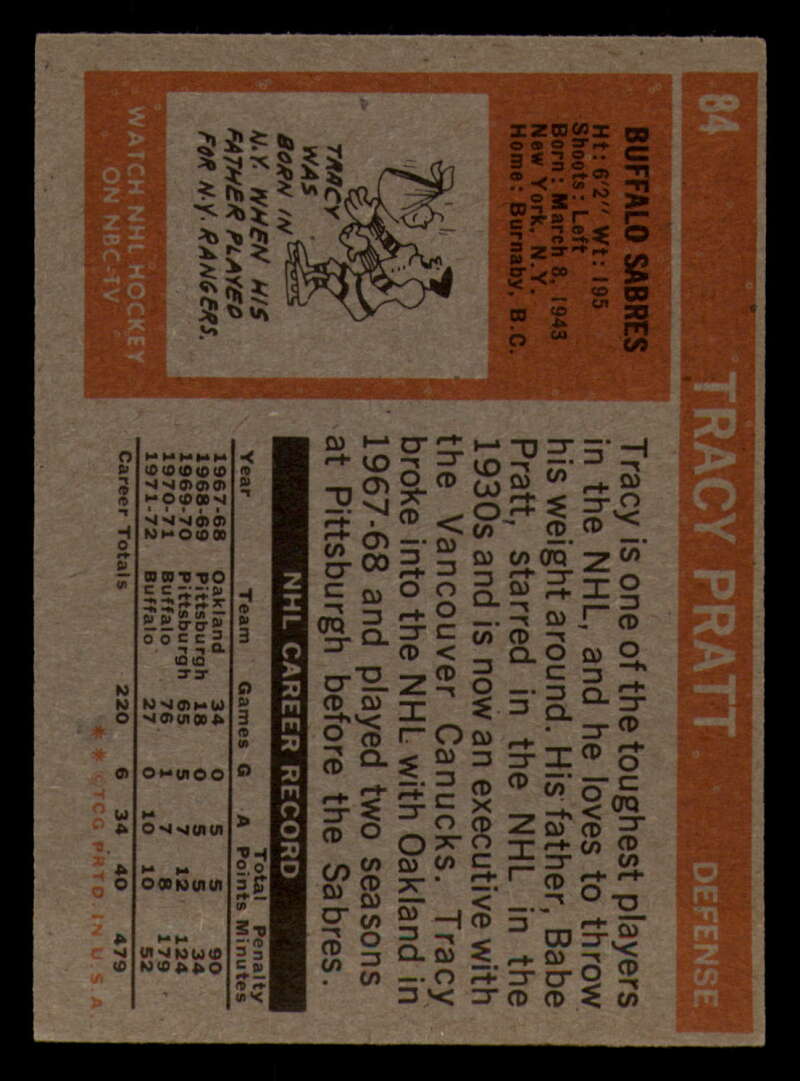 84 TRACY PRATT. DEFENSE
BUFFALO SABRES
Ht: 6'2" Wt: 195
Shoots: Left
Born: March 8, 1943
New York, N.Y.
Home: Burnaby, B.C.
TRACY
WAS
BORN IN
N.Y. WHEN HIS
FATHER PLAYED
FOR N.Y. RANGERS.
WATCH NHL HOCKEY
ON NBC-TV
Tracy is one of the toughest players
in the NHL, and he loves to throw
his weight around. His father, Babe
Pratt, starred in the NHL in the
1930s and is now an executive with
the Vancouver Canucks. Tracy
broke into the NHL with Oakland in
1967-68 and played two seasons
at Pittsburgh before the Sabres.
NHL CAREER RECORD
Total Penalty
Year Team Games G A Points Minutes
1967-68 Oakland 34 0 5 5 90
1968-69 Pittsburgh 18 0 5 5 34
1969-70 Pittsburgh 65 5 7 12 124
1970-71 Buffalo 76 1 7 8 179
1971-72 Buffalo 27 0 10 10 52
Career Totals 220 6 34 40 479
* * ©TCG PRTD. IN U.S.A